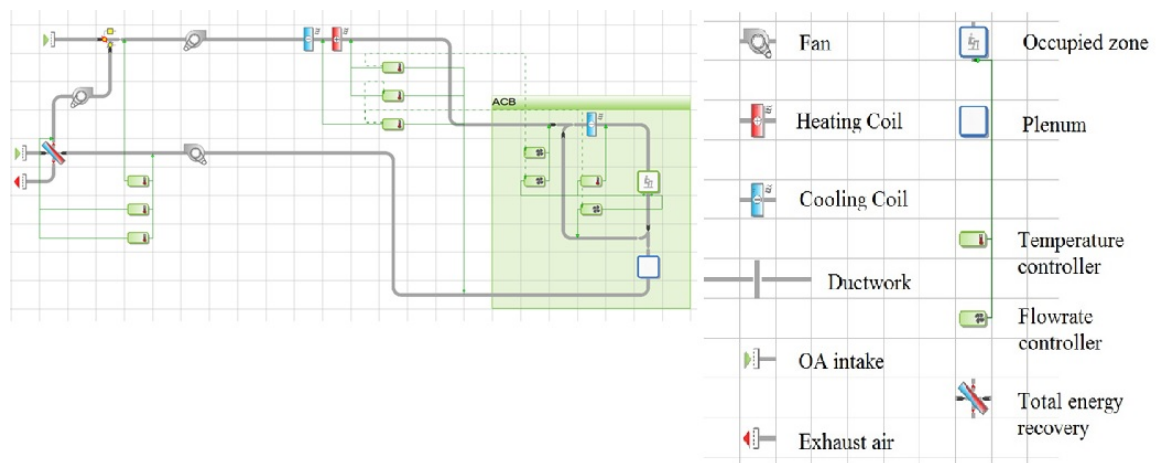 ACB
Fan
Occupied zone
Heating Coil
Plenum
Cooling Coil
Temperature
controller
Ductwork
Flowrate
controller
OA intake
Total energy
recovery
Exhaust air